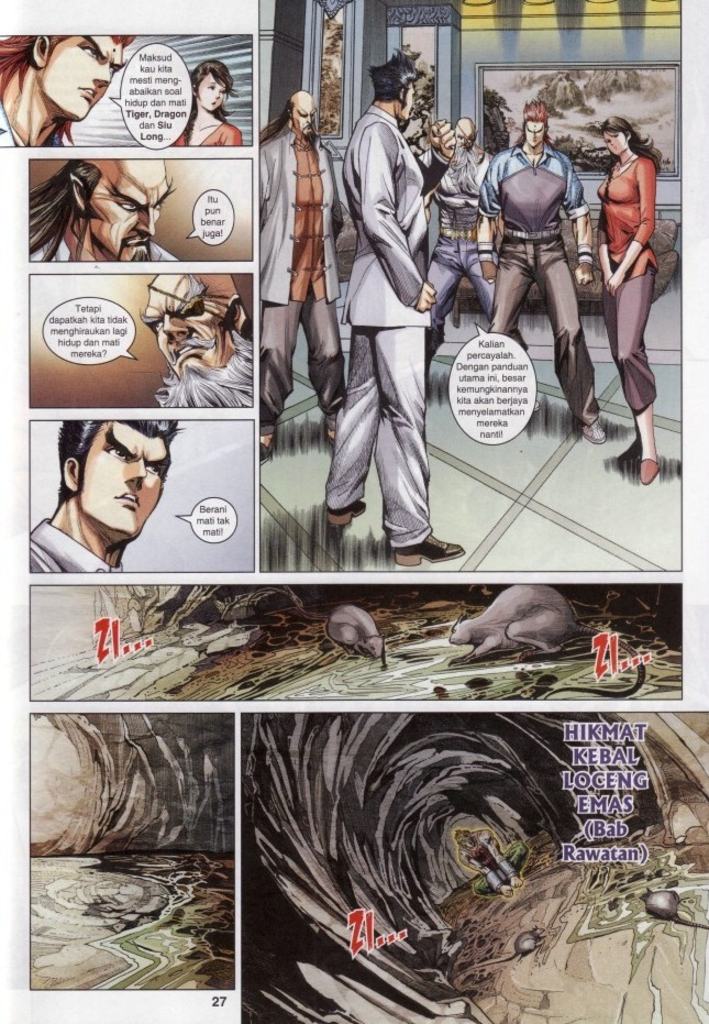 Maksud
kau kita
mesti meng-
abaikan soal
hidup dan mati
Tiger, Dragon
dan Siu
Long...
Itu
pun
benar
juga!
Tetapi
dapatkah kita tidak
menghiraukan lagi
hidup dan mati
mereka?
Berani
mati tak
mati!
Kalian
percayalah.
Dengan panduan
utama ini, besar
kemungkinannya
kita akan berjaya
menyelamatkan
mereka
nanti!
ZI...
ZI...
HIKMAT
KEBAL
LOCENG
EMAS
(Bab
Rawatan)
ZI...
27